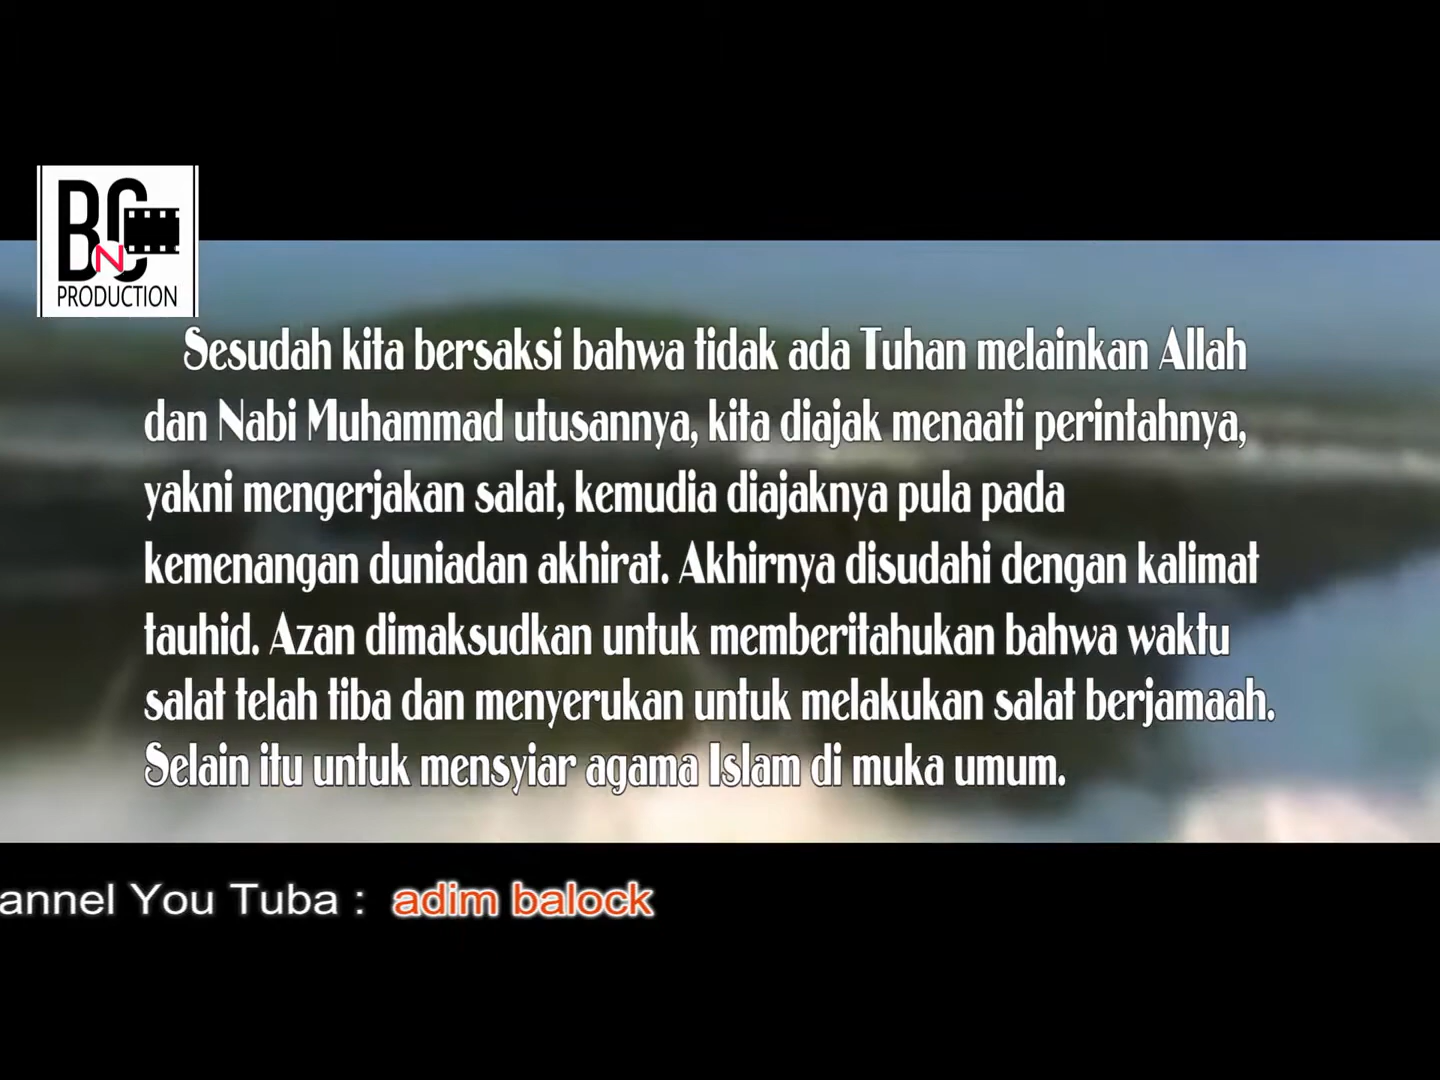 BNC
PRODUCTION
Sesudah kita bersaksi bahwa tidak ada Tuhan melainkan Allah
dan Nabi Muhammad utusannya, kita diajak menaati perintahnya,
yakni mengerjakan salat, kemudia diajaknya pula pada
kemenangan duniadan akhirat. Akhirnya disudahi dengan kalimat
tauhid. Azan dimaksudkan untuk memberitahukan bahwa waktu
salat telah tiba dan menyerukan untuk melakukan salat berjamaah.
Selain itu untuk mensyiar agama Islam di muka umum.
annel You Tuba : adim balock